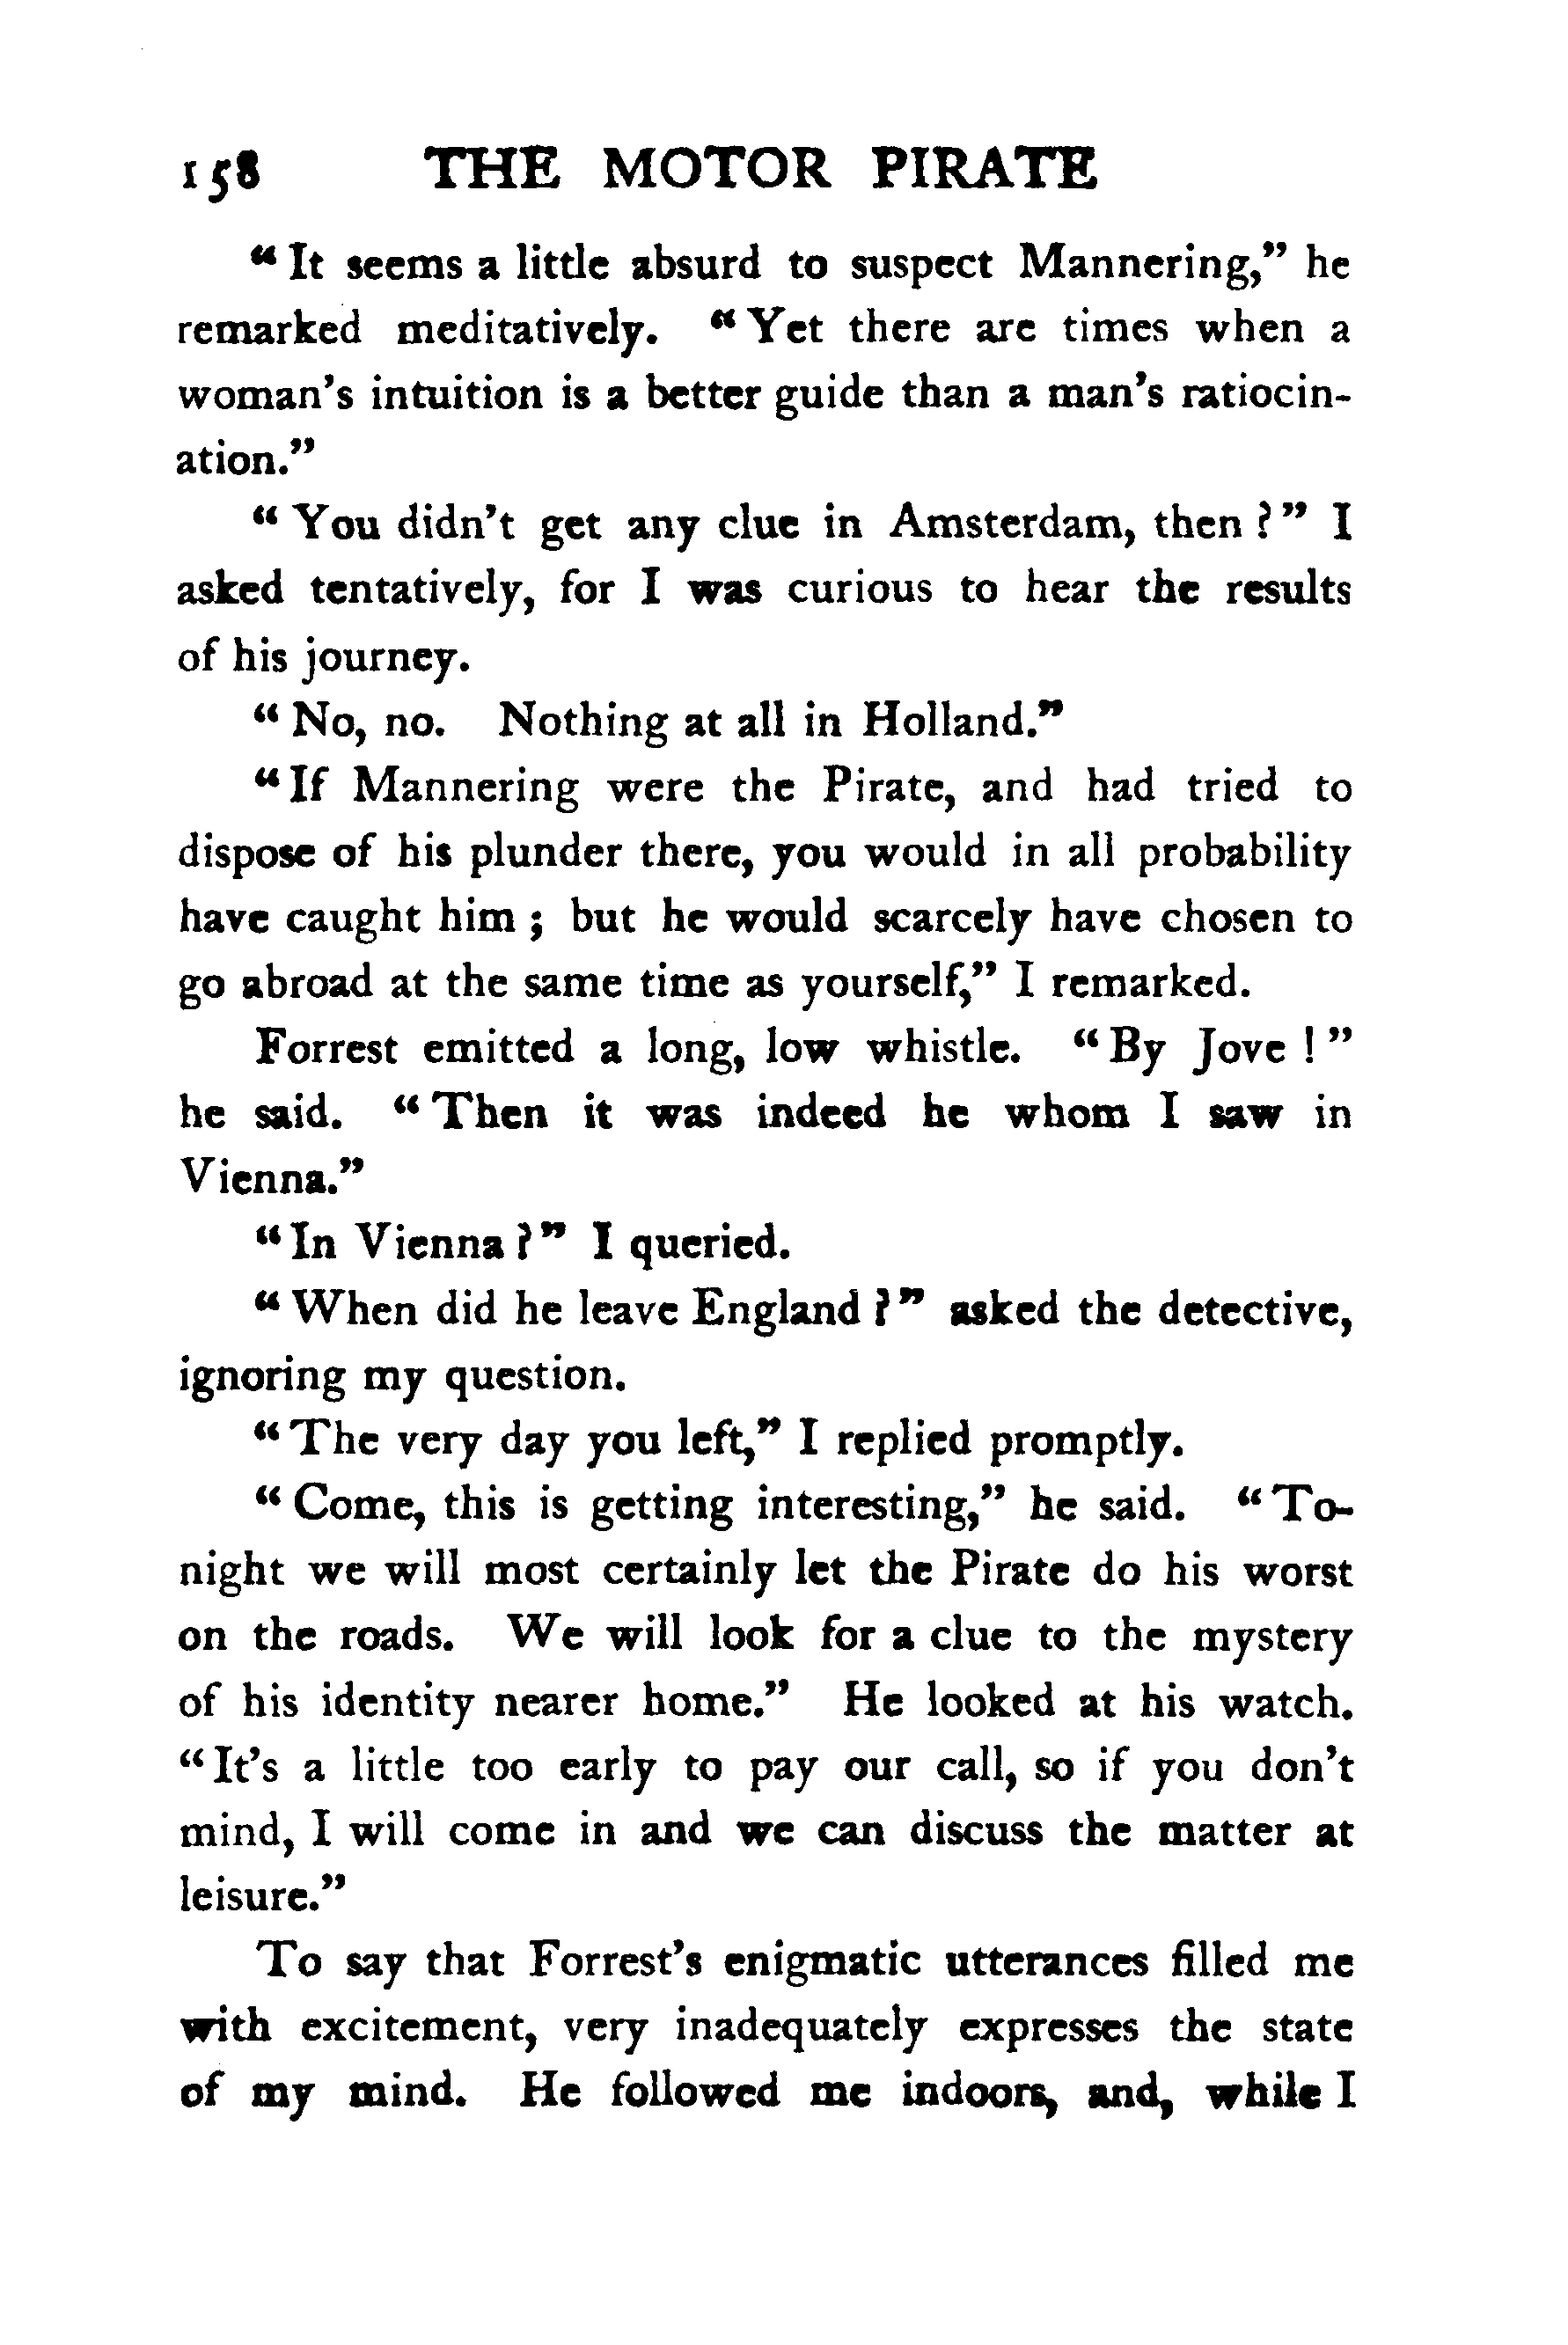 158 THE MOTOR PIRATE
“ It seems a little absurd to suspect Mannering,” he
remarked meditatively. “ Yet there are times when a
woman’s intuition is a better guide than a man’s ratiocin-
ation.”
“ You didn’t get any clue in Amsterdam, then ? ” I
asked tentatively, for I was curious to hear the results
of his journey.
“ No, no. Nothing at all in Holland.”
“ If Mannering were the Pirate, and had tried to
dispose of his plunder there, you would in all probability
have caught him ; but he would scarcely have chosen to
go abroad at the same time as yourself,” I remarked.
Forrest emitted a long, low whistle. “ By Jove ! ”
he said. “ Then it was indeed he whom I saw in
Vienna.”
“ In Vienna ? ” I queried.
“ When did he leave England ? ” asked the detective,
ignoring my question.
“ The very day you left,” I replied promptly.
“ Come, this is getting interesting,” he said. “ To-
night we will most certainly let the Pirate do his worst
on the roads. We will look for a clue to the mystery
of his identity nearer home.” He looked at his watch.
“ It’s a little too early to pay our call, so if you don’t
mind, I will come in and we can discuss the matter at
leisure.”
To say that Forrest’s enigmatic utterances filled me
with excitement, very inadequately expresses the state
of my mind. He followed me indoors, and, while I